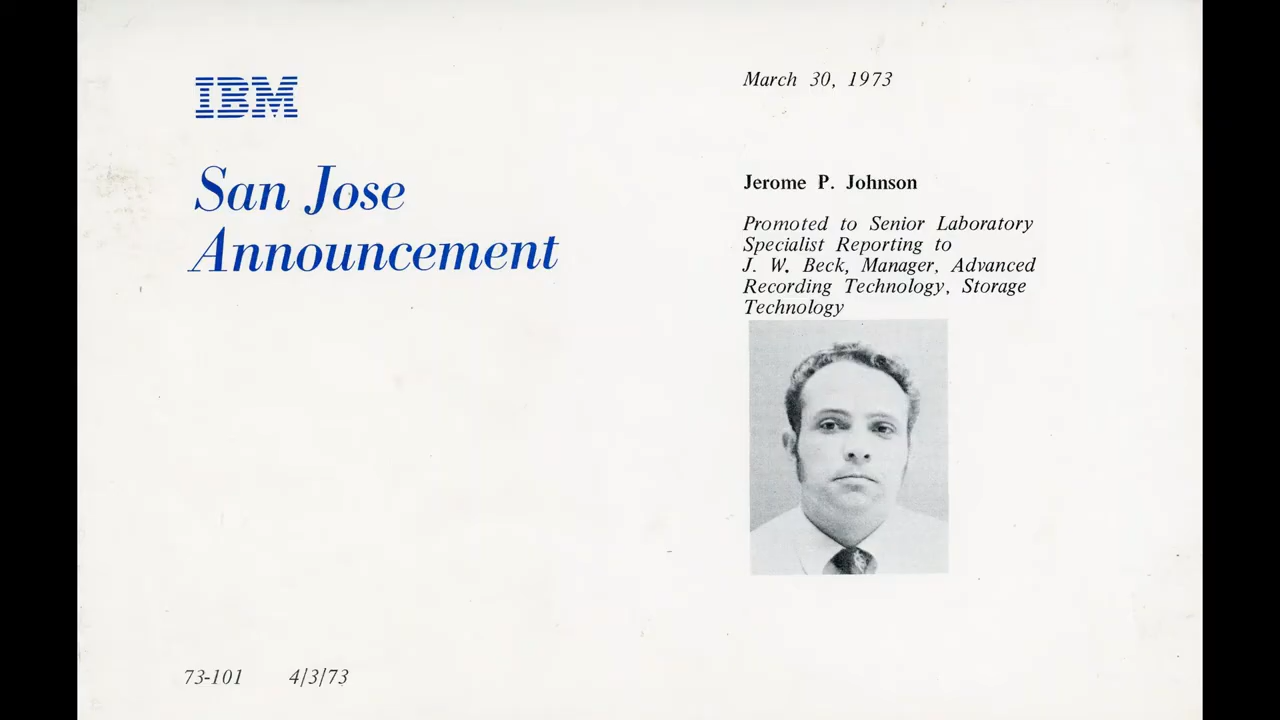 IBM
San Jose
Announcement
March 30, 1973
Jerome P. Johnson
Promoted to Senior Laboratory
Specialist Reporting to
J. W. Beck, Manager, Advanced
Recording Technology, Storage
Technology
73-101 4/3/73